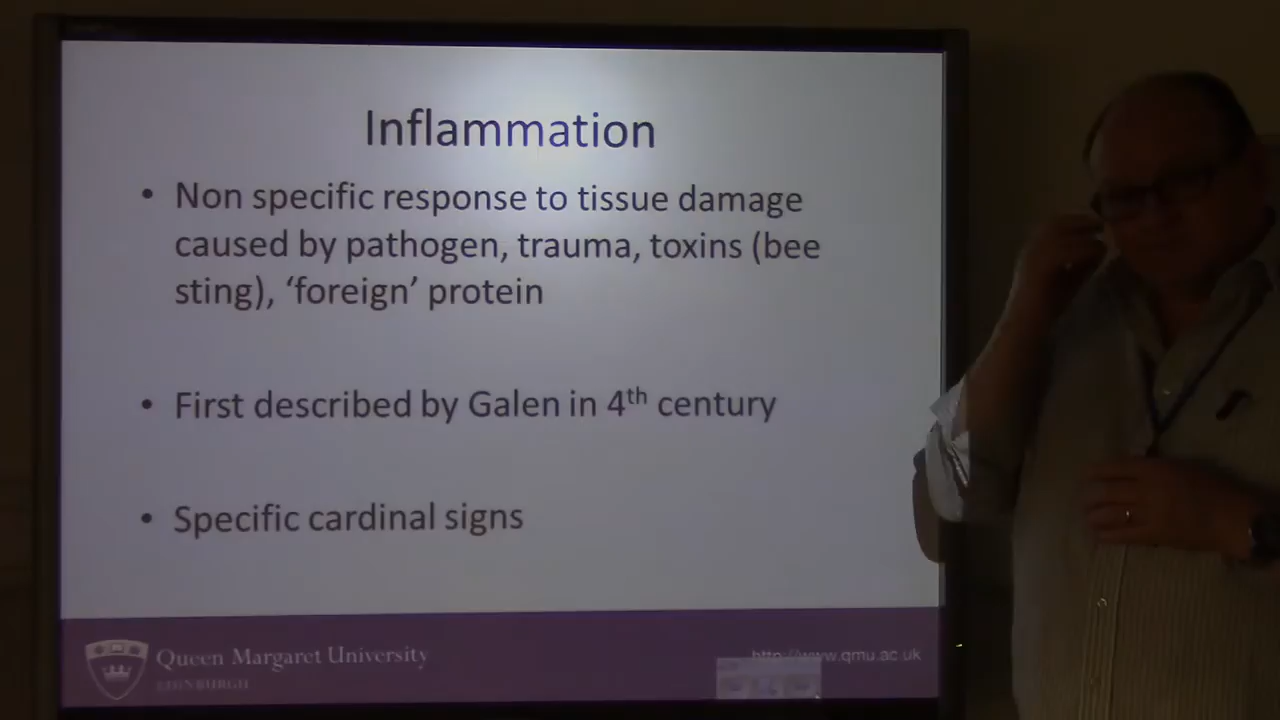 Inflammation
• Non specific response to tissue damage
caused by pathogen, trauma, toxins (bee
sting), ‘foreign’ protein
• First described by Galen in 4th century
• Specific cardinal signs
Queen Margaret University
EDINBURGH
http://www.qmu.ac.uk